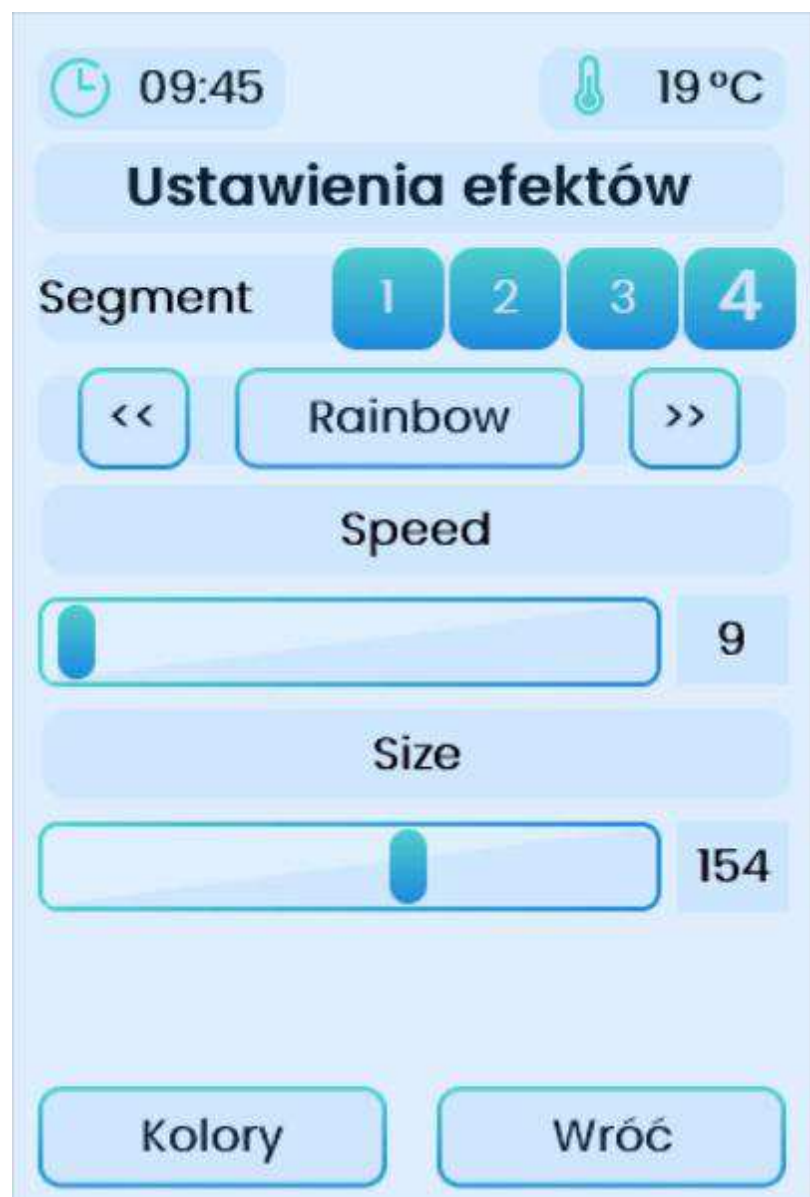 09:45 19 ºC
Ustawienia efektów
Segment 1 2 3 4
<< Rainbow >>
Speed
9
Size
154
Kolory Wróć